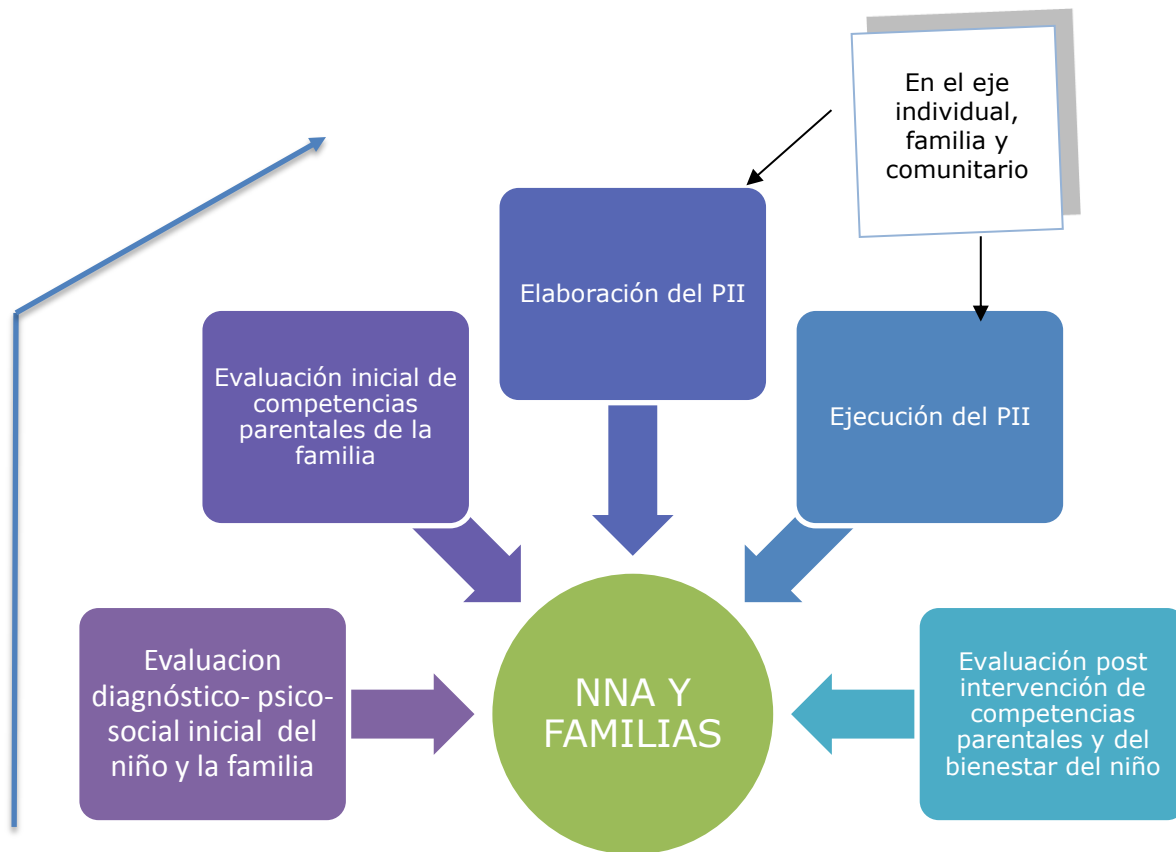 En el eje
individual,
familia y
comunitario
Elaboración del PII
Evaluación inicial de
competencias
parentales de la
familia
Ejecución del PII
Evaluacion
diagnóstico- psico-
social inicial del
niño y la familia
NNA Y
FAMILIAS
Evaluación post
intervención de
competencias
parentales y del
bienestar del niño